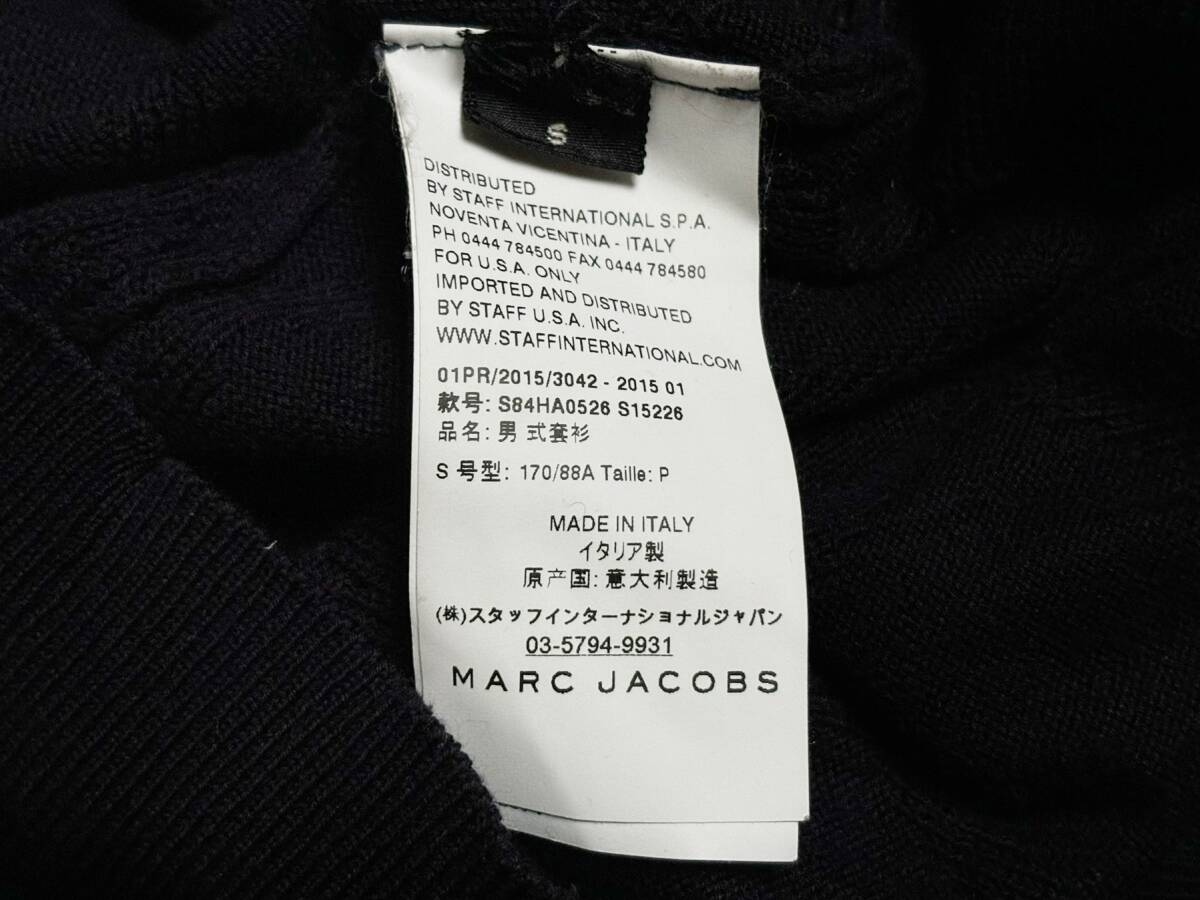 S
DISTRIBUTED
BY STAFF INTERNATIONAL S.P.A.
NOVENTA VICENTINA - ITALY
PH 0444 784500 FAX 0444 784580
FOR U.S.A. ONLY
IMPORTED AND DISTRIBUTED
BY STAFF U.S.A. INC.
WWW.STAFFINTERNATIONAL.COM
01PR/2015/3042 - 2015 01
款号: S84HA0526 S15226
品名: 男 式套衫
S 号型: 170/88A Taille: P
MADE IN ITALY
イタリア製
原产国: 意大利製造
(株)スタッフインターナショナルジャパン
03-5794-9931
MARC JACOBS